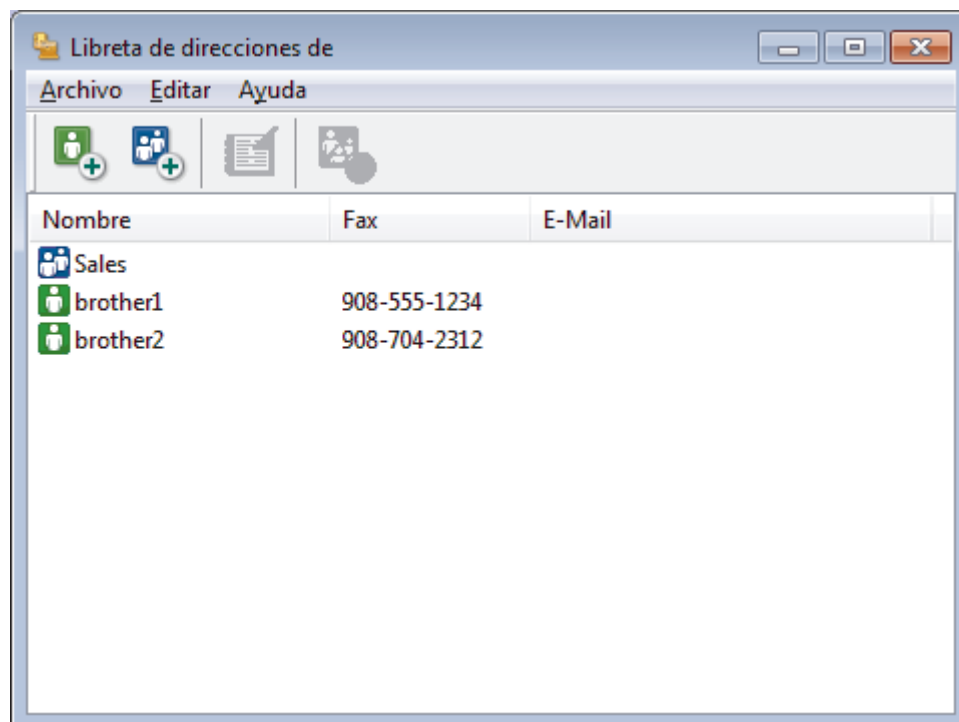 Libreta de direcciones de
Archivo Editar Ayuda
Nombre Fax E-Mail
Sales
brother1 908-555-1234
brother2 908-704-2312